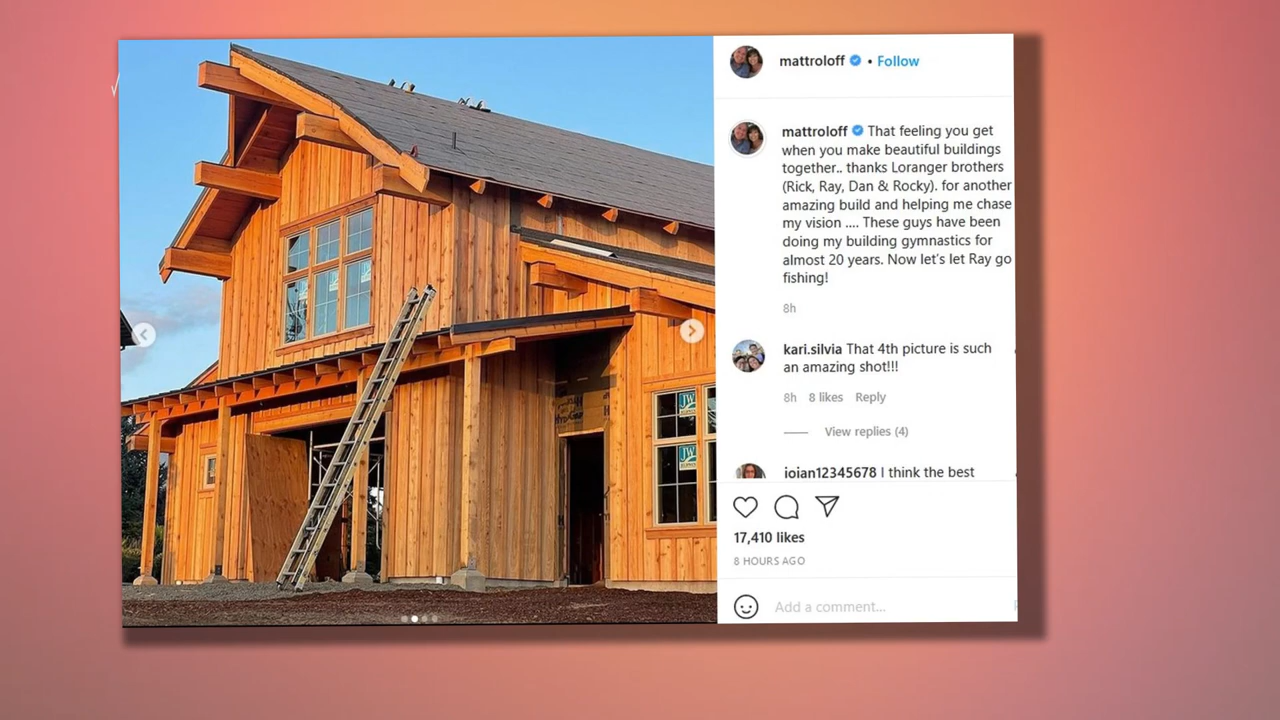 mattroloff • Follow
mattroloff That feeling you get
when you make beautiful buildings
together.. thanks Loranger brothers
(Rick, Ray, Dan & Rocky). for another
amazing build and helping me chase
my vision .... These guys have been
doing my building gymnastics for
almost 20 years. Now let's let Ray go
fishing!
8h
kari.silvia That 4th picture is such
an amazing shot!!!
8h 8 likes Reply
View replies (4)
ioian12345678 I think the best
17,410 likes
8 HOURS AGO
Add a comment...
JW
JW